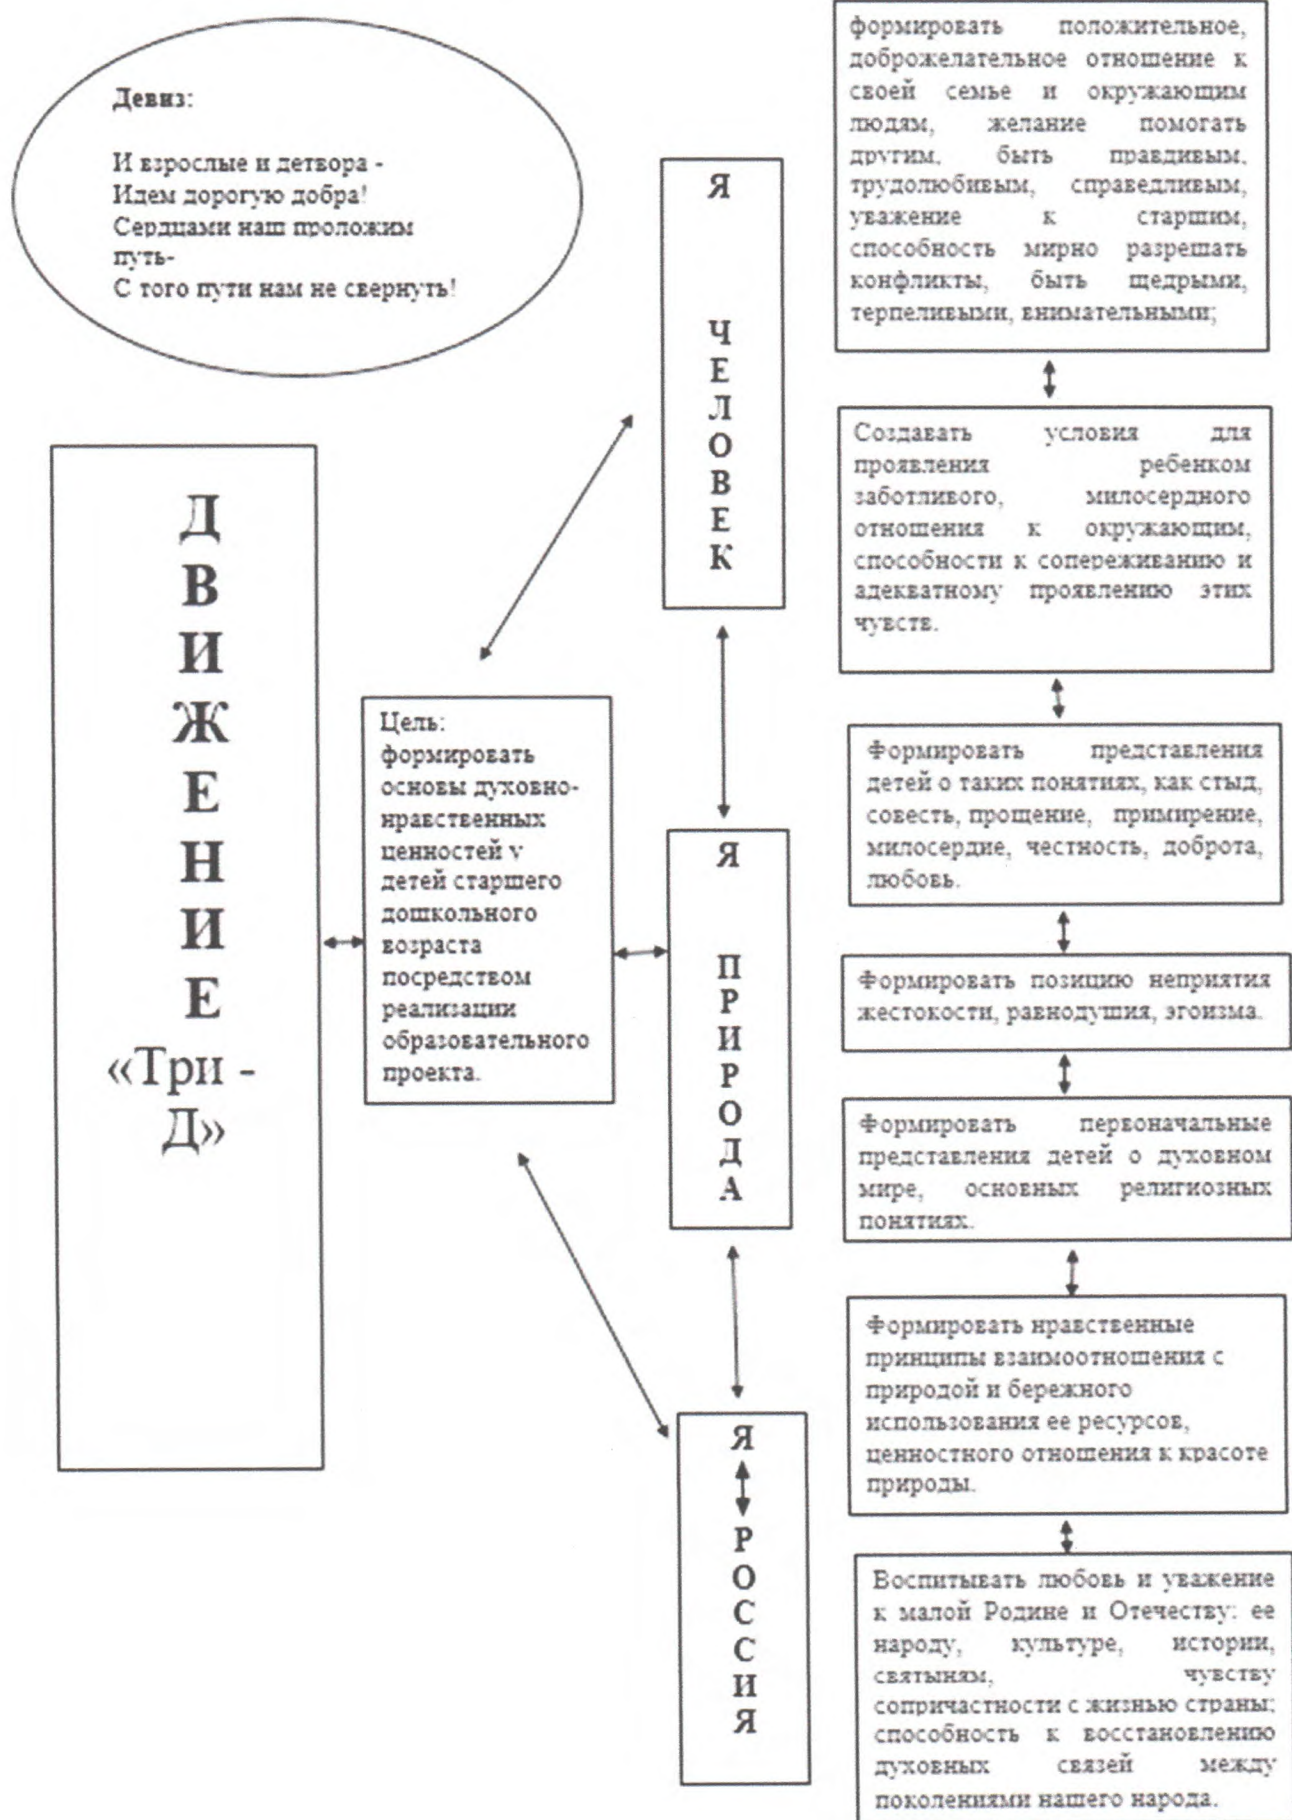 Девиз:
И взрослые и детвора -
Идем дорогую добра!
Сердцами наш проложим
путь-
С того пути нам не свернуть!
ДВИЖЕНИЕ
«Три -
Д»
Цель:
формировать
основы духовно-
нравственных
ценностей у
детей старшего
дошкольного
возраста
посредством
реализации
образовательного
проекта.
Я
ЧЕЛОВЕК
Я
ПРИРОДА
Я
РОССИЯ
формировать положительное,
доброжелательное отношение к
своей семье и окружающим
людям, желание помогать
другим, быть правдивым,
трудолюбивым, справедливым,
уважение к старшим,
способность мирно разрешать
конфликты, быть щедрыми,
терпеливыми, внимательными;
Создавать условия для
проявления ребенком
заботливого, милосердного
отношения к окружающим,
способности к сопереживанию и
адекватному проявлению этих
чувств.
Формировать представления
детей о таких понятиях, как стыд,
совесть, прощение, примирение,
милосердие, честность, доброта,
любовь.
Формировать позицию неприятия
жестокости, равнодушия, эгоизма.
Формировать первоначальные
представления детей о духовном
мире, основных религиозных
понятиях.
Формировать нравственные
принципы взаимоотношения с
природой и бережного
использования ее ресурсов,
ценностного отношения к красоте
природы.
Воспитывать любовь и уважение
к малой Родине и Отечеству: ее
народу, культуре, истории,
святыням, чувству
сопричастности с жизнью страны;
способность к восстановлению
духовных связей между
поколениями нашего народа.